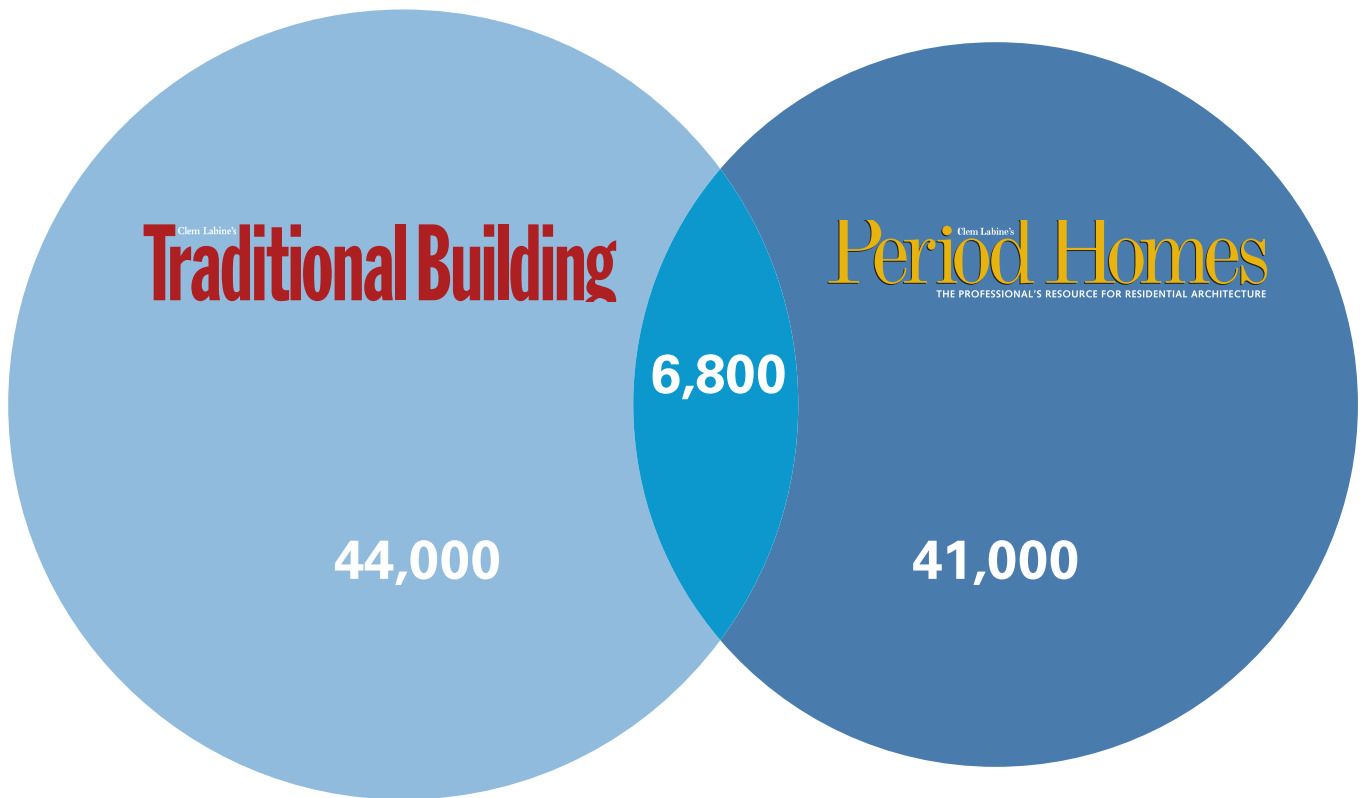 Clem Labine's
Traditional Building
Clem Labine's
Period Homes
THE PROFESSIONAL'S RESOURCE FOR RESIDENTIAL ARCHITECTURE
6,800
44,000
41,000